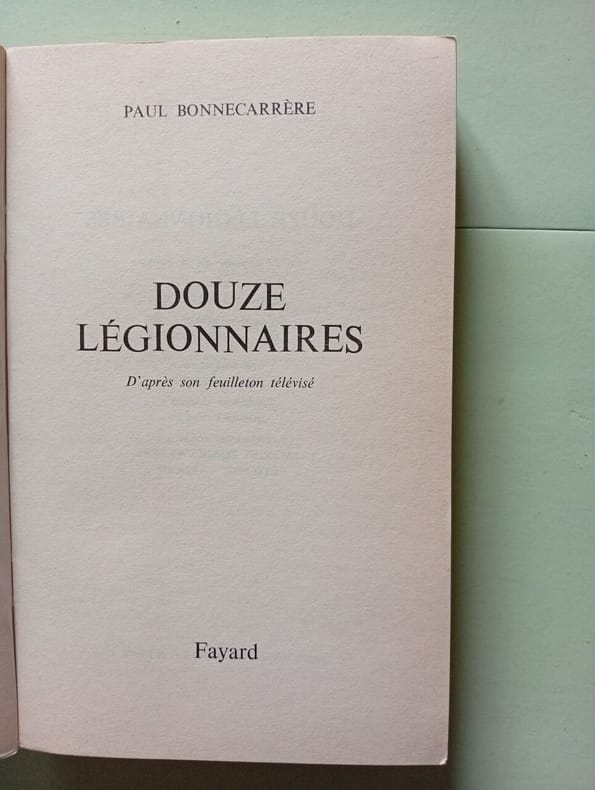 PAUL BONNECARRÈRE
DOUZE
LÉGIONNAIRES
D'après son feuilleton télévisé
Fayard